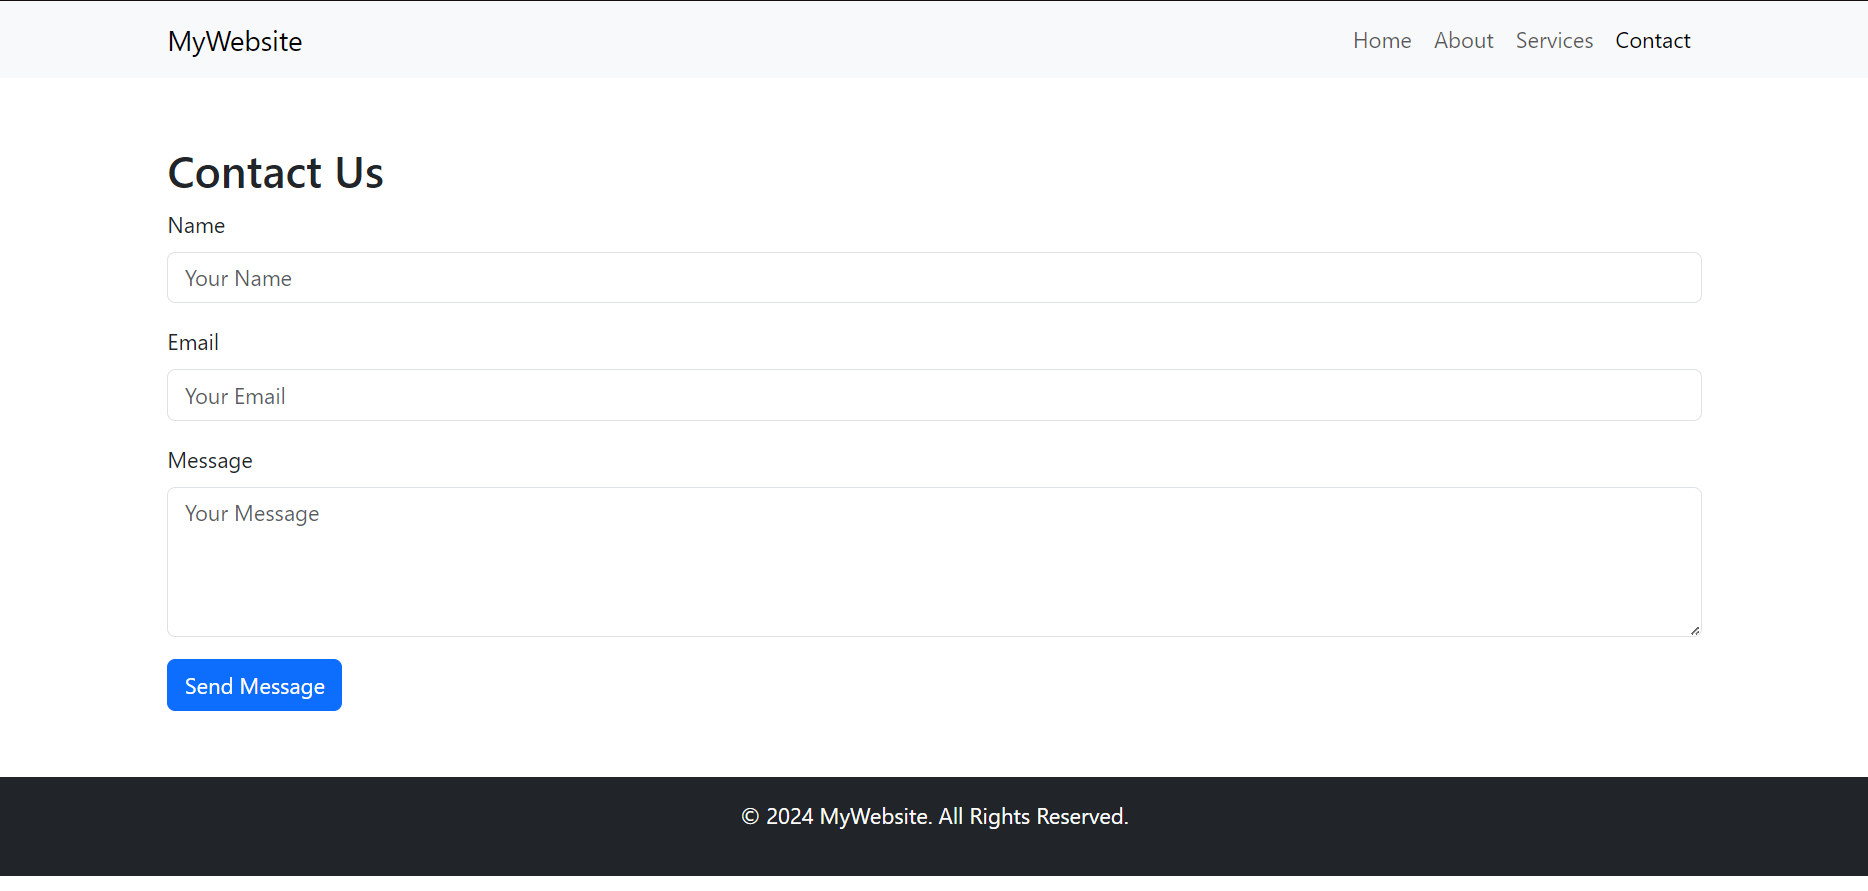 MyWebsite Home About Services Contact
Contact Us
Name
Your Name
Email
Your Email
Message
Your Message
Send Message
© 2024 MyWebsite. All Rights Reserved.